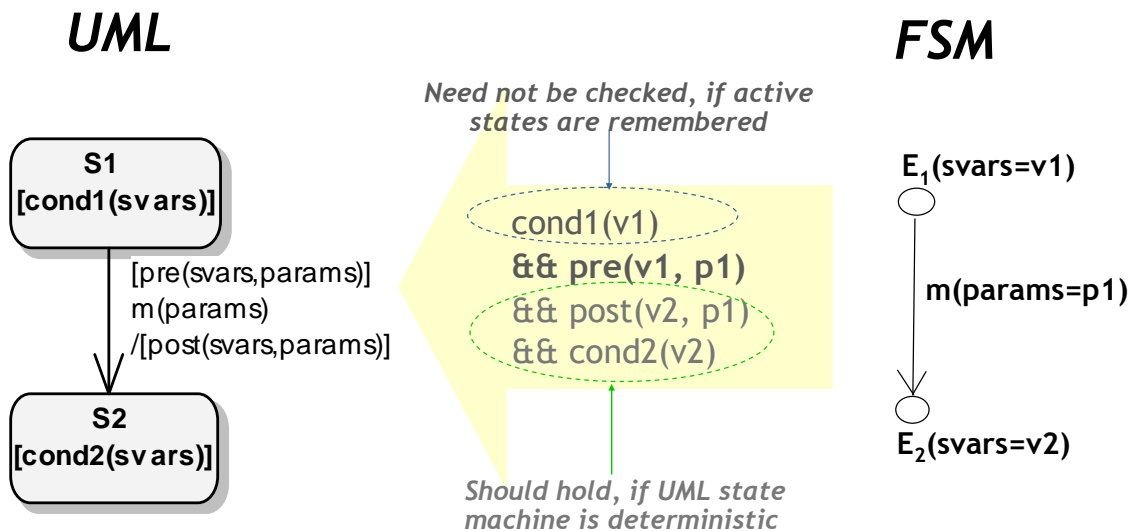 UML
FSM
Need not be checked, if active
states are remembered
S1
[cond1(svars)]
[pre(svars,params)]
m(params)
/[post(svars,params)]
S2
[cond2(svars)]
cond1(v1)
&& pre(v1, p1)
&& post(v2, p1)
&& cond2(v2)
Should hold, if UML state
machine is deterministic
E₁(svars=v1)
m(params=p1)
E₂(svars=v2)